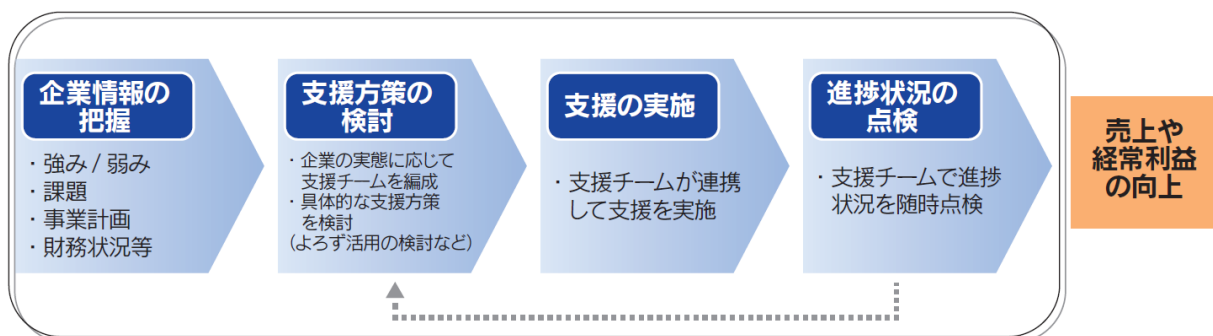 企業情報の
把握
・強み / 弱み
・課題
・事業計画
・財務状況等
支援方策の
検討
・企業の実態に応じて
支援チームを編成
・具体的な支援方策
を検討
(よろず活用の検討など)
支援の実施
・支援チームが連携
して支援を実施
進捗状況の
点検
・支援チームで進捗
状況を随時点検
売上や
経常利益
の向上